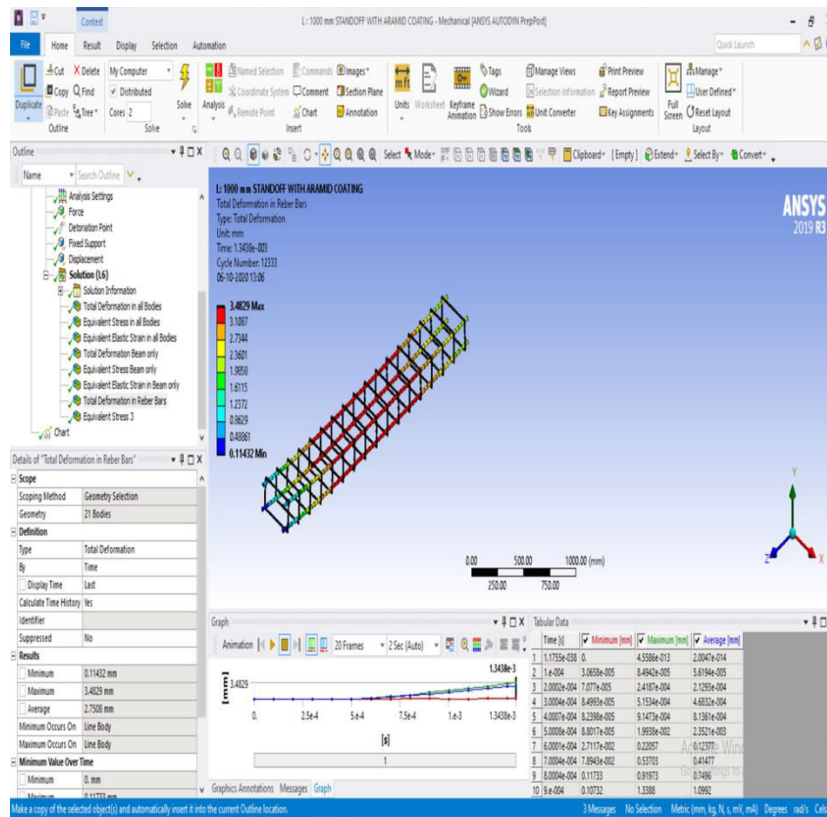 Context
L : 1000 mm STANDOFF WITH ARAMID COATING - Mechanical [ANSYS AUTODYN PrepPost]
File Home Result Display Selection Automation
Quick Launch
Duplicate
Cut Delete
Copy Find
Paste Tree
Outline
My Computer
Distributed
Cores 2
Solve
Solve
Analysis
Named Selection Commands Images
Coordinate System Comment Section Plane
Remote Point Chart Annotation
Insert
Units Worksheet Keyframe Animation
Tags
Wizard
Show Errors
Manage Views
Selection Information
Unit Converter
Print Preview
Report Preview
Key Assignments
Tools
Full Screen
Manage
User Defined
Reset Layout
Layout
Outline
Name Search Outline
Select Mode Clipboard [ Empty ] Extend Select By Convert
Analysis Settings
Force
Detonation Point
Fixed Support
Displacement
Solution (L6)
Solution Information
Total Deformation in all Bodies
Equivalent Stress in all Bodies
Equivalent Elastic Strain in all Bodies
Total Deformation Beam only
Equivalent Stress Beam only
Equivalent Elastic Strain in Beam only
Total Deformation in Reber Bars
Equivalent Stress 3
Chart
L: 1000 mm STANDOFF WITH ARAMID COATING
Total Deformation in Reber Bars
Type: Total Deformation
Unit: mm
Time: 1.3438e-003
Cycle Number: 12333
06-10-2020 13:06
3.4829 Max
3.1087
2.7344
2.3601
1.9858
1.6115
1.2372
0.8629
0.48861
0.11432 Min
ANSYS
2019 R3
0.00 500.00 1000.00 (mm)
250.00 750.00
Y
Z X
Details of "Total Deformation in Reber Bars"
Scope
Scoping Method Geometry Selection
Geometry 21 Bodies
Definition
Type Total Deformation
By Time
Display Time Last
Calculate Time History Yes
Identifier
Suppressed No
Results
Minimum 0.11432 mm
Maximum 3.4829 mm
Average 2.7508 mm
Minimum Occurs On Line Body
Maximum Occurs On Line Body
Minimum Value Over Time
Minimum 0. mm
Maximum 0.11733 mm
Graph
Animation 20 Frames 2 Sec (Auto)
1.3438e-3
3.4829
[mm]
0. 2.5e-4 5.e-4 7.5e-4 1.e-3 1.3438e-3
[s]
1
Graphics Annotations Messages Graph
Tabular Data
Time [s] Minimum [mm] Maximum [mm] Average [mm]
1 1.1755e-038 0. 4.5586e-013 2.0047e-014
2 1.e-004 3.0658e-005 8.4942e-005 5.6194e-005
3 2.0002e-004 7.077e-005 2.4187e-004 2.1293e-004
4 3.0004e-004 8.4993e-005 5.1534e-004 4.6832e-004
5 4.0007e-004 8.2398e-005 9.1473e-004 8.1361e-004
6 5.0008e-004 8.8017e-005 1.9938e-002 2.3521e-003
7 6.0001e-004 2.7117e-002 0.22057 0.12377
8 7.0004e-004 7.8943e-002 0.53703 0.41477
9 8.0004e-004 0.11733 0.91973 0.7496
10 9.e-004 0.10732 1.3388 1.0992
Make a copy of the selected object(s) and automatically insert it into the current Outline location.
3 Messages No Selection Metric (mm, kg, N, s, mV, mA) Degrees rad/s Cels